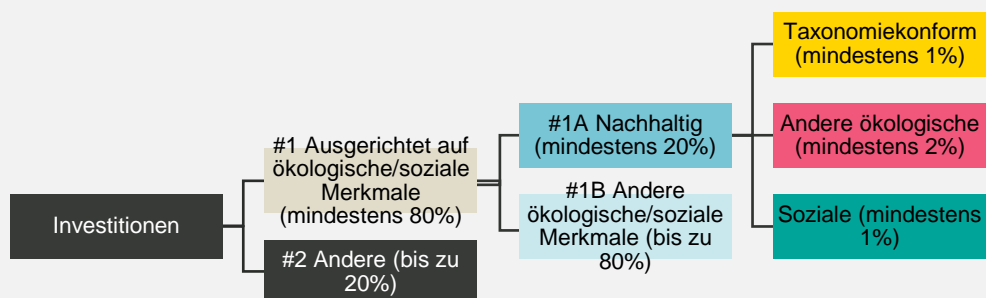 Investitionen
#1 Ausgerichtet auf
ökologische/soziale
Merkmale
(mindestens 80%)
#2 Andere (bis zu
20%)
#1A Nachhaltig
(mindestens 20%)
#1B Andere
ökologische/soziale
Merkmale (bis zu
80%)
Taxonomiekonform
(mindestens 1%)
Andere ökologische
(mindestens 2%)
Soziale (mindestens
1%)